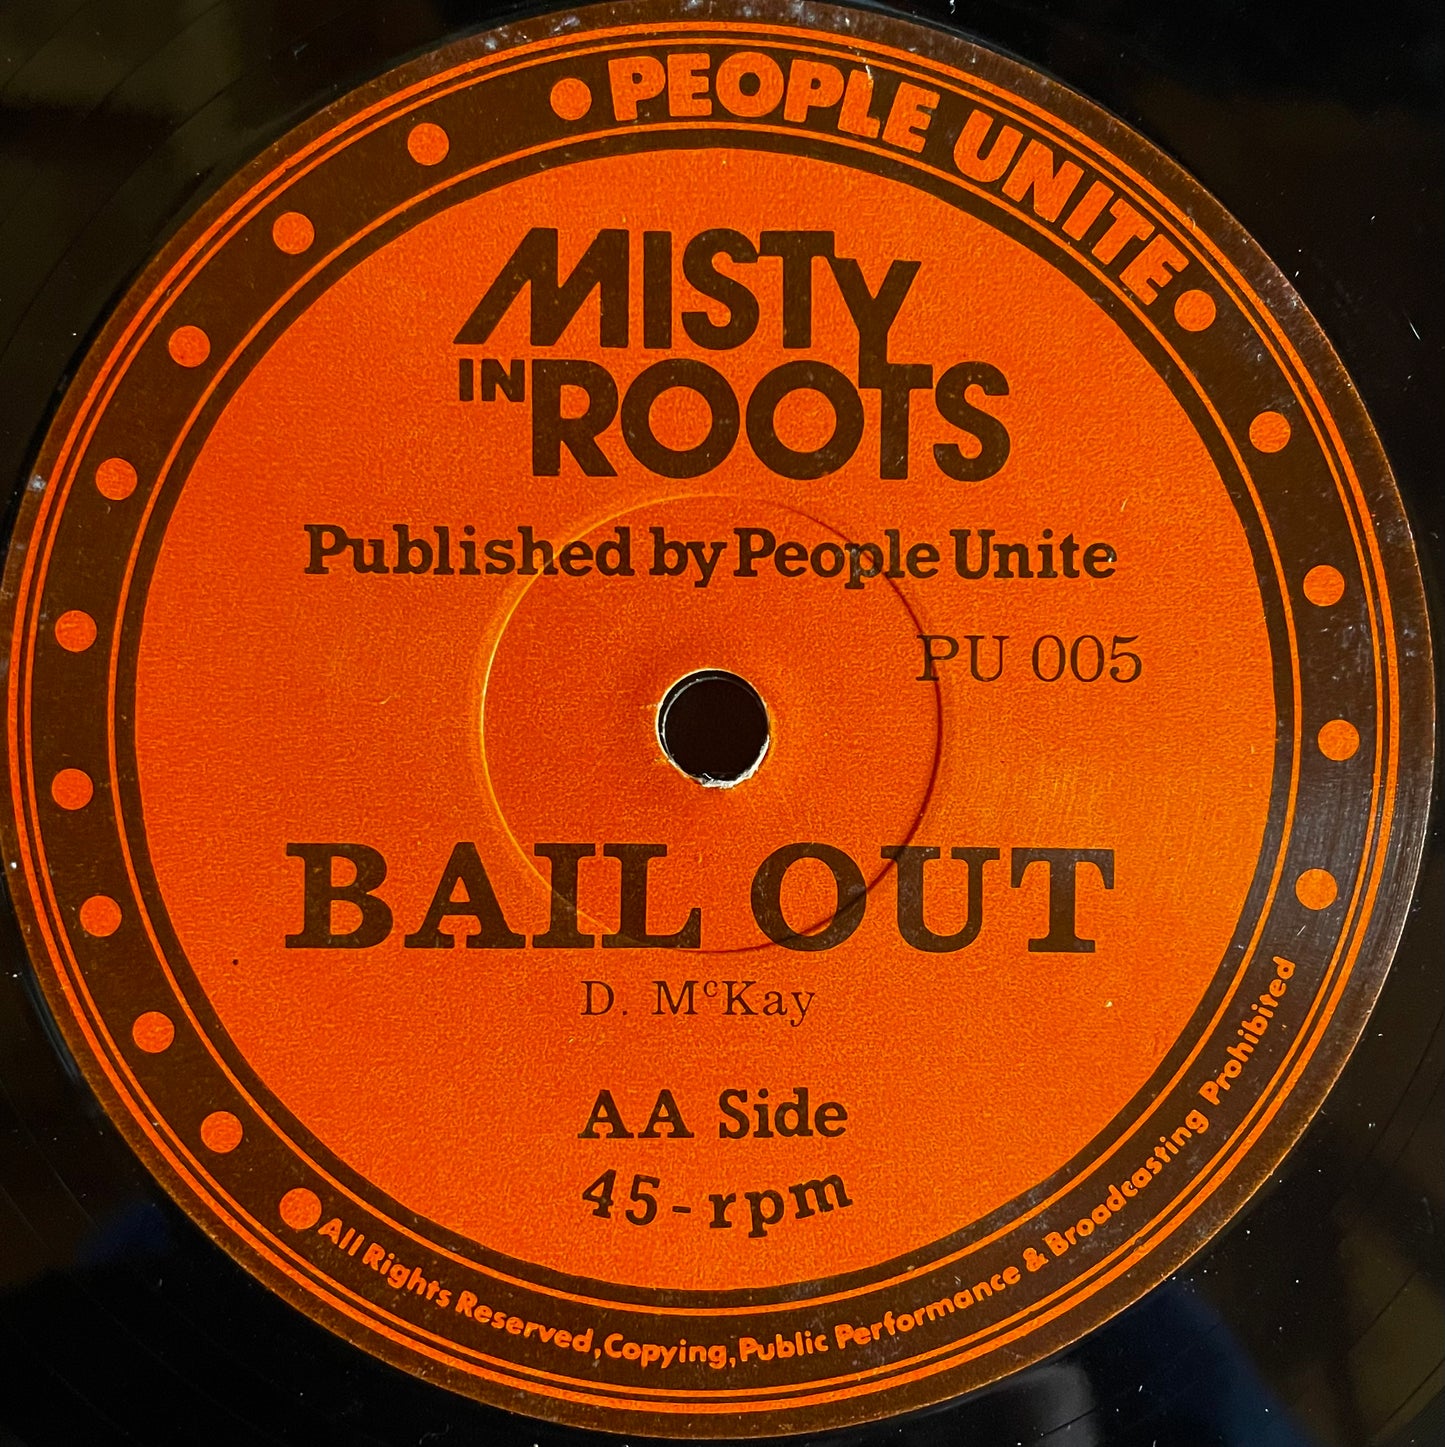 PEOPLE UNITE
MISTY
IN ROOTS
Published by People Unite
PU 005
BAIL OUT
D. McKay
AA Side
45-rpm
All Rights Reserved, Copying, Public Performance & Broadcasting Prohibited